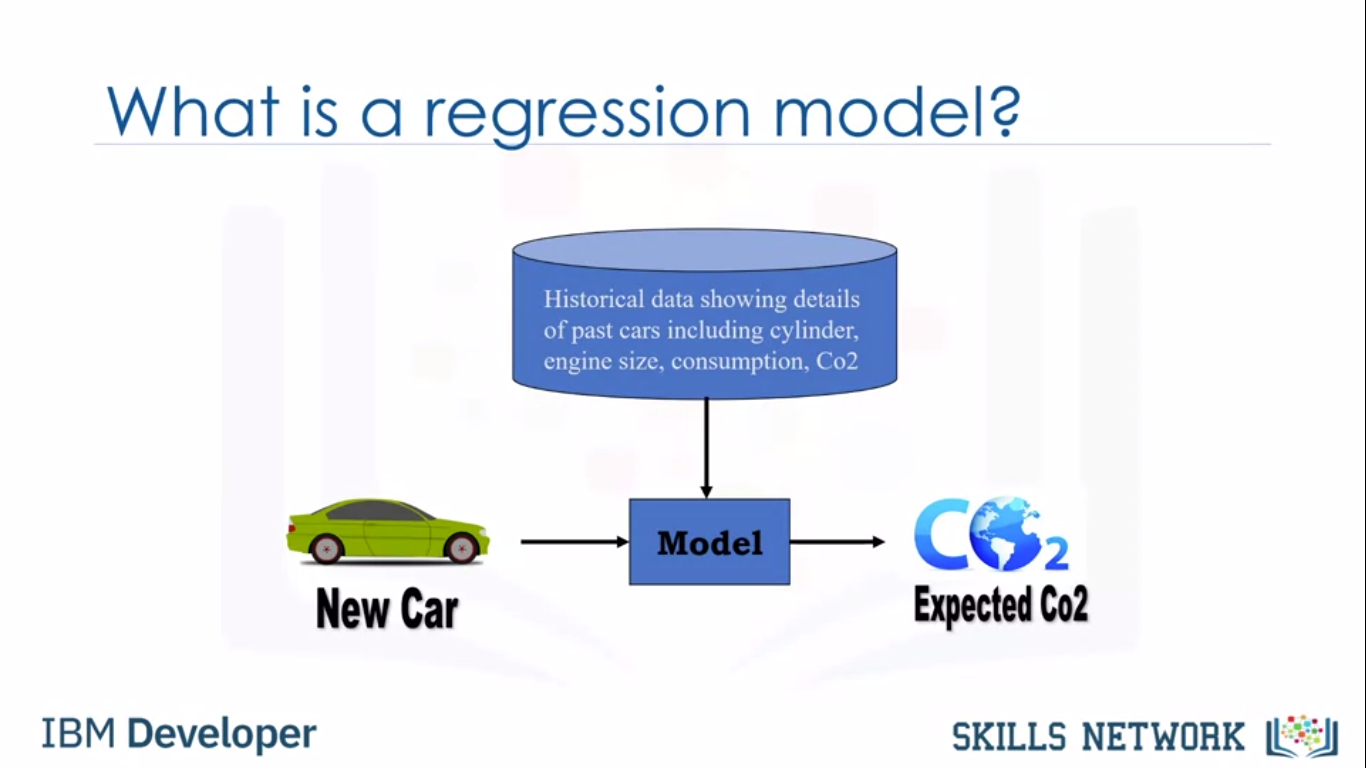 What is a regression model?
Historical data showing details
of past cars including cylinder,
engine size, consumption, Co2
Model
New Car
CO2
Expected Co2
IBM Developer
SKILLS NETWORK